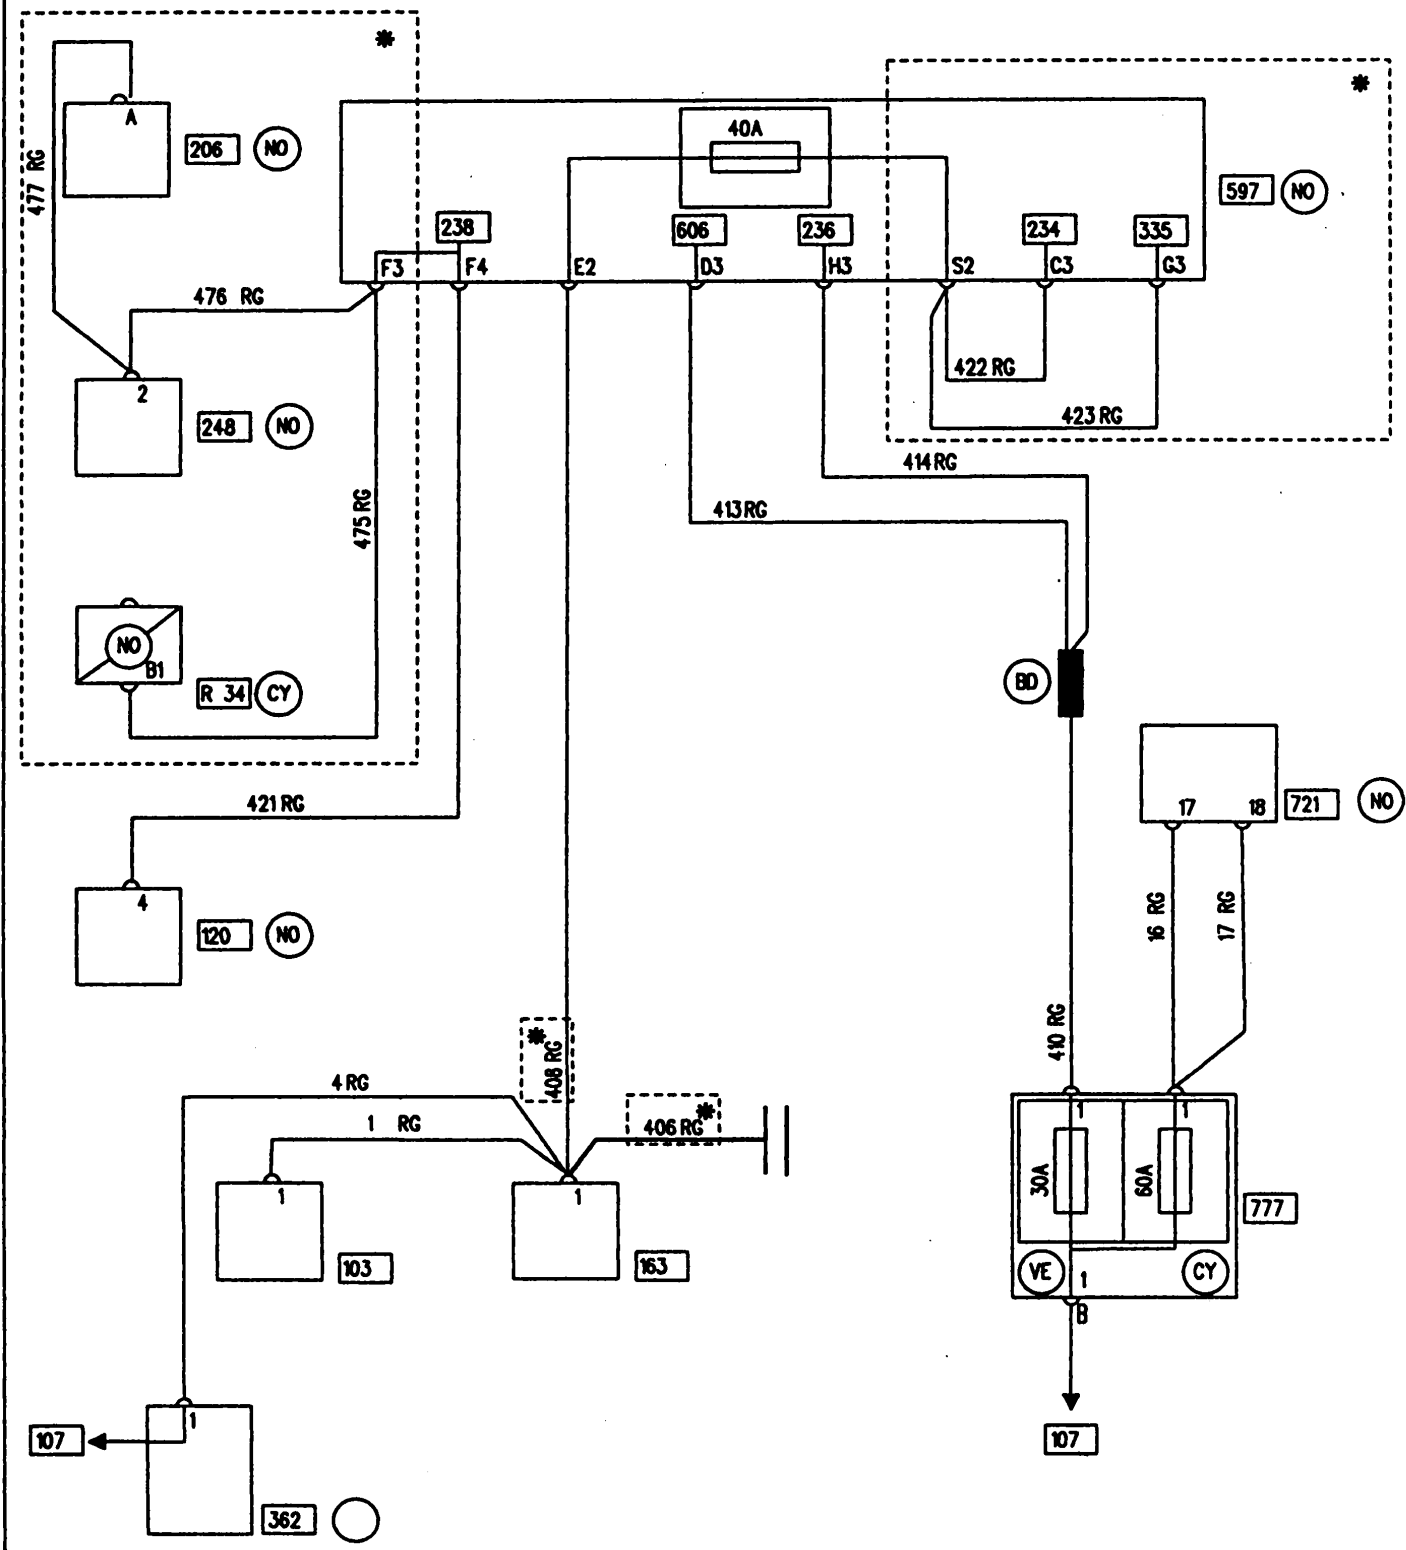 *
*
A
40A
206 NO
477 RG
597 NO
238
606
236
234
335
F3
F4
E2
D3
H3
S2
C3
G3
476 RG
422 RG
2
423 RG
248 NO
414 RG
475 RG
413 RG
NO
B1
R 34 CY
BD
421 RG
17
18
721 NO
4
16 RG
17 RG
120 NO
410 RG
*
408 RG
4 RG
*
1 RG
406 RG
1
1
30A
60A
1
1
777
103
163
VE
1
CY
B
107
1
107
362